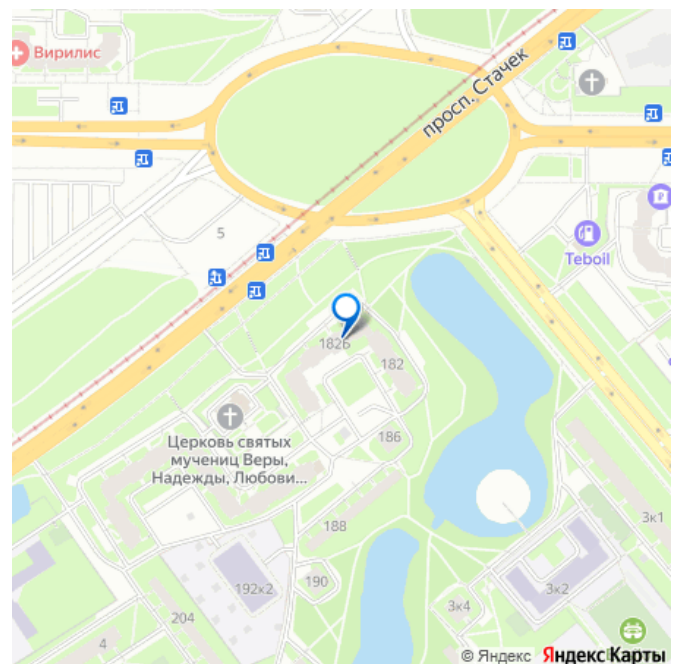 Вирилис
просп. Стачек
5
Teboil
182Б
182
Церковь святых
мучениц Веры,
Надежды, Любови...
186
188
190
192к2
204
4
3к1
3к2
3к4
© Яндекс Яндекс Карты